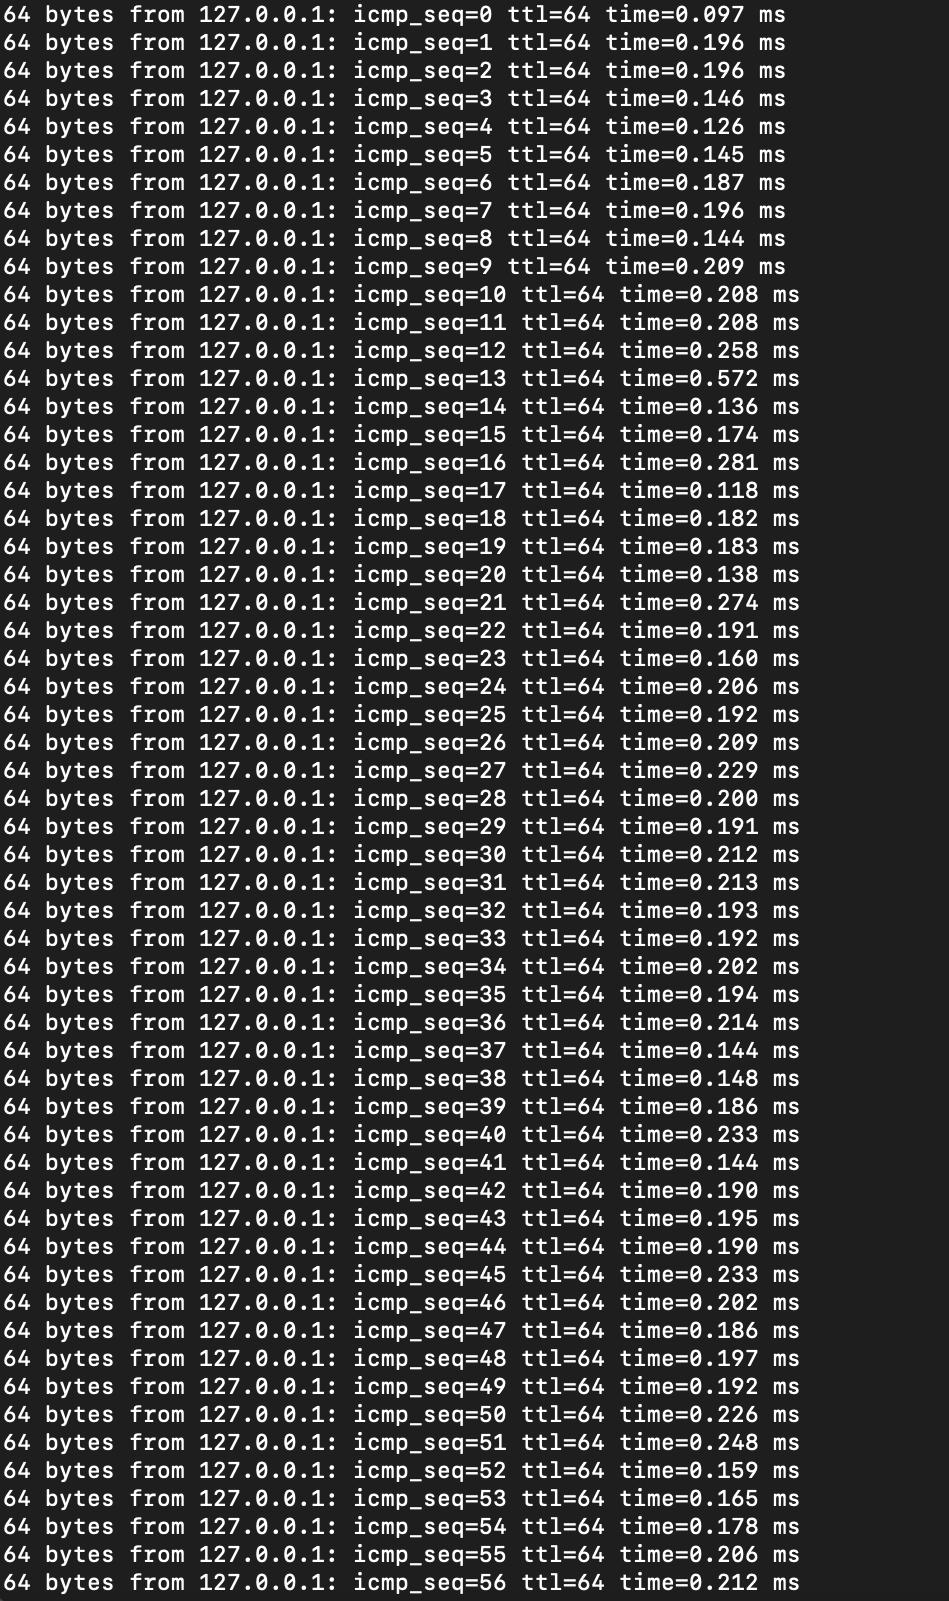 64 bytes from 127.0.0.1: icmp_seq=0 ttl=64 time=0.097 ms
64 bytes from 127.0.0.1: icmp_seq=1 ttl=64 time=0.196 ms
64 bytes from 127.0.0.1: icmp_seq=2 ttl=64 time=0.196 ms
64 bytes from 127.0.0.1: icmp_seq=3 ttl=64 time=0.146 ms
64 bytes from 127.0.0.1: icmp_seq=4 ttl=64 time=0.126 ms
64 bytes from 127.0.0.1: icmp_seq=5 ttl=64 time=0.145 ms
64 bytes from 127.0.0.1: icmp_seq=6 ttl=64 time=0.187 ms
64 bytes from 127.0.0.1: icmp_seq=7 ttl=64 time=0.196 ms
64 bytes from 127.0.0.1: icmp_seq=8 ttl=64 time=0.144 ms
64 bytes from 127.0.0.1: icmp_seq=9 ttl=64 time=0.209 ms
64 bytes from 127.0.0.1: icmp_seq=10 ttl=64 time=0.208 ms
64 bytes from 127.0.0.1: icmp_seq=11 ttl=64 time=0.208 ms
64 bytes from 127.0.0.1: icmp_seq=12 ttl=64 time=0.258 ms
64 bytes from 127.0.0.1: icmp_seq=13 ttl=64 time=0.572 ms
64 bytes from 127.0.0.1: icmp_seq=14 ttl=64 time=0.136 ms
64 bytes from 127.0.0.1: icmp_seq=15 ttl=64 time=0.174 ms
64 bytes from 127.0.0.1: icmp_seq=16 ttl=64 time=0.281 ms
64 bytes from 127.0.0.1: icmp_seq=17 ttl=64 time=0.118 ms
64 bytes from 127.0.0.1: icmp_seq=18 ttl=64 time=0.182 ms
64 bytes from 127.0.0.1: icmp_seq=19 ttl=64 time=0.183 ms
64 bytes from 127.0.0.1: icmp_seq=20 ttl=64 time=0.138 ms
64 bytes from 127.0.0.1: icmp_seq=21 ttl=64 time=0.274 ms
64 bytes from 127.0.0.1: icmp_seq=22 ttl=64 time=0.191 ms
64 bytes from 127.0.0.1: icmp_seq=23 ttl=64 time=0.160 ms
64 bytes from 127.0.0.1: icmp_seq=24 ttl=64 time=0.206 ms
64 bytes from 127.0.0.1: icmp_seq=25 ttl=64 time=0.192 ms
64 bytes from 127.0.0.1: icmp_seq=26 ttl=64 time=0.209 ms
64 bytes from 127.0.0.1: icmp_seq=27 ttl=64 time=0.229 ms
64 bytes from 127.0.0.1: icmp_seq=28 ttl=64 time=0.200 ms
64 bytes from 127.0.0.1: icmp_seq=29 ttl=64 time=0.191 ms
64 bytes from 127.0.0.1: icmp_seq=30 ttl=64 time=0.212 ms
64 bytes from 127.0.0.1: icmp_seq=31 ttl=64 time=0.213 ms
64 bytes from 127.0.0.1: icmp_seq=32 ttl=64 time=0.193 ms
64 bytes from 127.0.0.1: icmp_seq=33 ttl=64 time=0.192 ms
64 bytes from 127.0.0.1: icmp_seq=34 ttl=64 time=0.202 ms
64 bytes from 127.0.0.1: icmp_seq=35 ttl=64 time=0.194 ms
64 bytes from 127.0.0.1: icmp_seq=36 ttl=64 time=0.214 ms
64 bytes from 127.0.0.1: icmp_seq=37 ttl=64 time=0.144 ms
64 bytes from 127.0.0.1: icmp_seq=38 ttl=64 time=0.148 ms
64 bytes from 127.0.0.1: icmp_seq=39 ttl=64 time=0.186 ms
64 bytes from 127.0.0.1: icmp_seq=40 ttl=64 time=0.233 ms
64 bytes from 127.0.0.1: icmp_seq=41 ttl=64 time=0.144 ms
64 bytes from 127.0.0.1: icmp_seq=42 ttl=64 time=0.190 ms
64 bytes from 127.0.0.1: icmp_seq=43 ttl=64 time=0.195 ms
64 bytes from 127.0.0.1: icmp_seq=44 ttl=64 time=0.190 ms
64 bytes from 127.0.0.1: icmp_seq=45 ttl=64 time=0.233 ms
64 bytes from 127.0.0.1: icmp_seq=46 ttl=64 time=0.202 ms
64 bytes from 127.0.0.1: icmp_seq=47 ttl=64 time=0.186 ms
64 bytes from 127.0.0.1: icmp_seq=48 ttl=64 time=0.197 ms
64 bytes from 127.0.0.1: icmp_seq=49 ttl=64 time=0.192 ms
64 bytes from 127.0.0.1: icmp_seq=50 ttl=64 time=0.226 ms
64 bytes from 127.0.0.1: icmp_seq=51 ttl=64 time=0.248 ms
64 bytes from 127.0.0.1: icmp_seq=52 ttl=64 time=0.159 ms
64 bytes from 127.0.0.1: icmp_seq=53 ttl=64 time=0.165 ms
64 bytes from 127.0.0.1: icmp_seq=54 ttl=64 time=0.178 ms
64 bytes from 127.0.0.1: icmp_seq=55 ttl=64 time=0.206 ms
64 bytes from 127.0.0.1: icmp_seq=56 ttl=64 time=0.212 ms